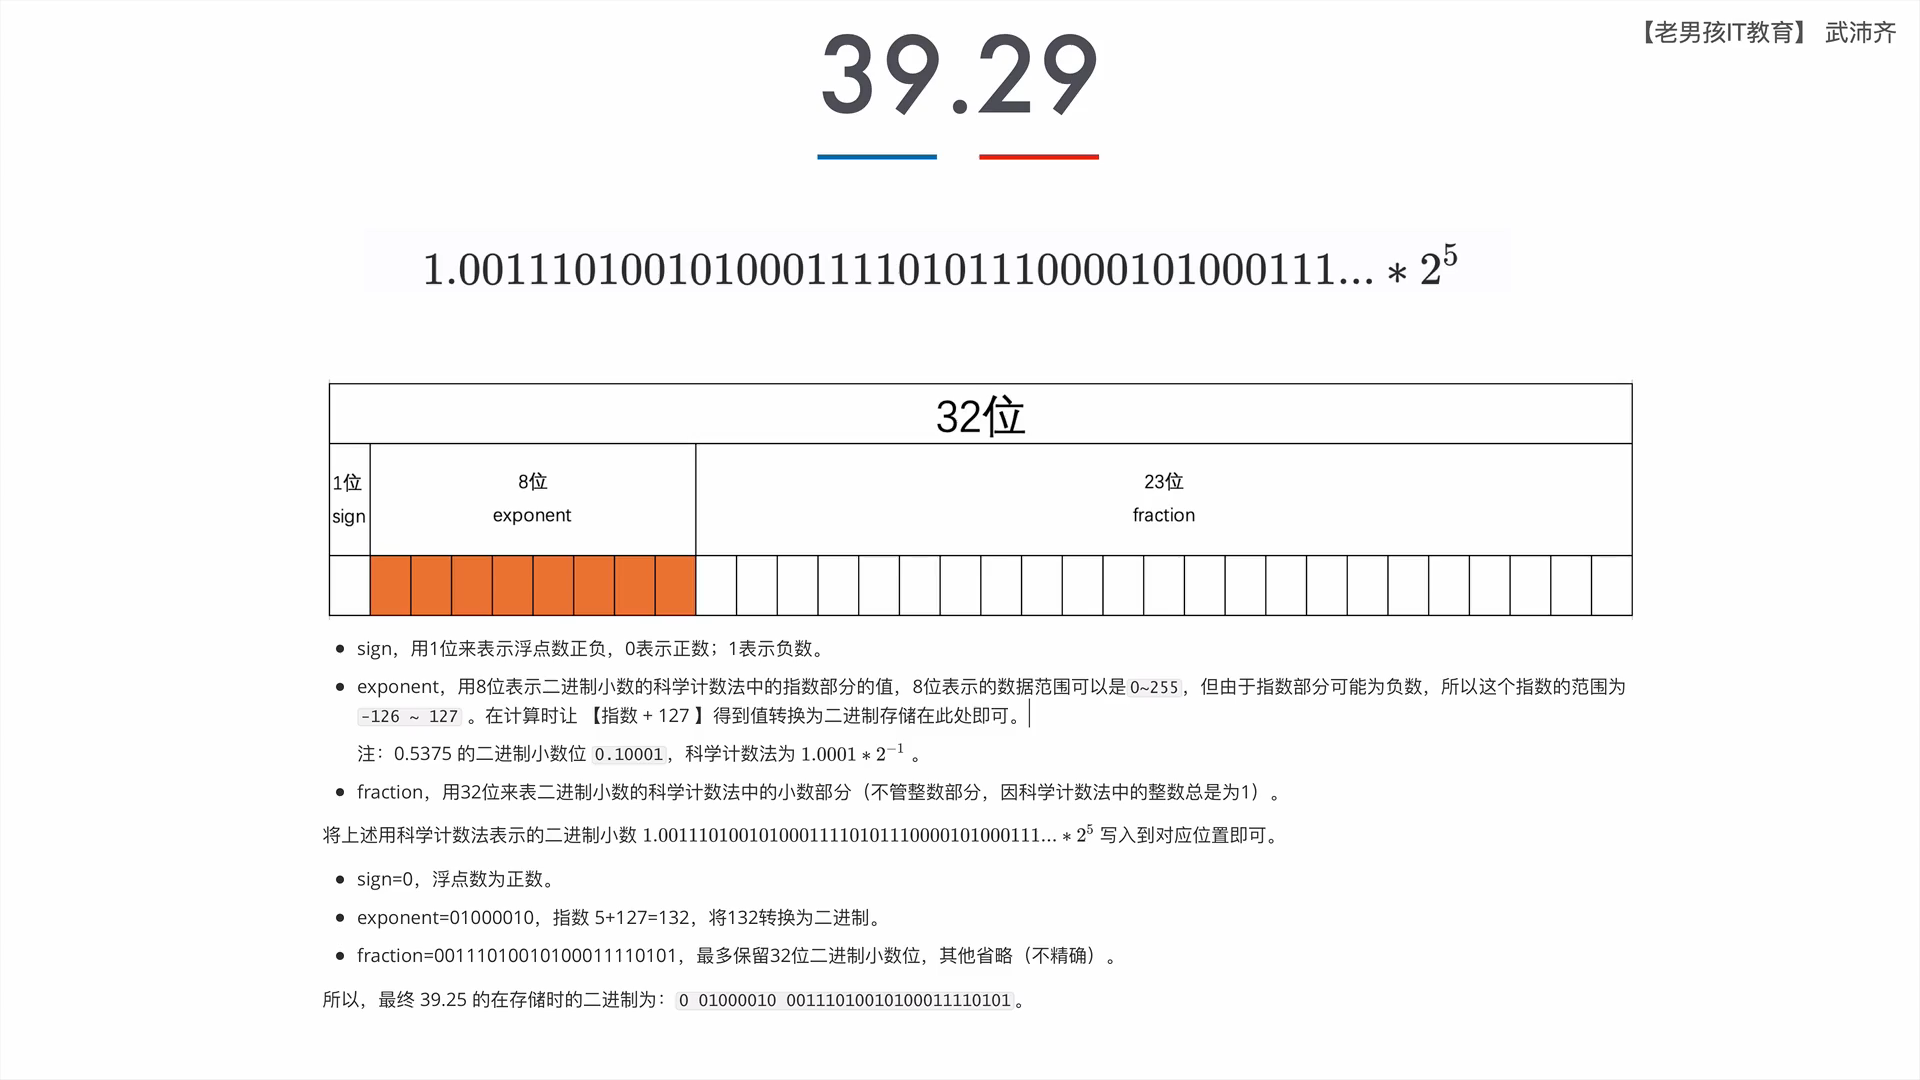 【老男孩IT教育】 武沛齐
39.29
1.00111010010100011110101110000101000111... * 2^5
32位
1位 8位 23位
sign exponent fraction
sign，用1位来表示浮点数正负，0表示正数；1表示负数。
exponent，用8位表示二进制小数的科学计数法中的指数部分的值，8位表示的数据范围可以是0~255，但由于指数部分可能为负数，所以这个指数的范围为
-126 ~ 127 。在计算时让 【指数 + 127 】得到值转换为二进制存储在此处即可。
注：0.5375 的二进制小数位 0.10001，科学计数法为 1.0001 * 2^-1 。
fraction，用32位来表二进制小数的科学计数法中的小数部分（不管整数部分，因科学计数法中的整数总是为1）。
将上述用科学计数法表示的二进制小数 1.00111010010100011110101110000101000111... * 2^5 写入到对应位置即可。
sign=0，浮点数为正数。
exponent=01000010，指数 5+127=132，将132转换为二进制。
fraction=00111010010100011110101，最多保留32位二进制小数位，其他省略（不精确）。
所以，最终 39.25 的在存储时的二进制为：0 01000010 00111010010100011110101。